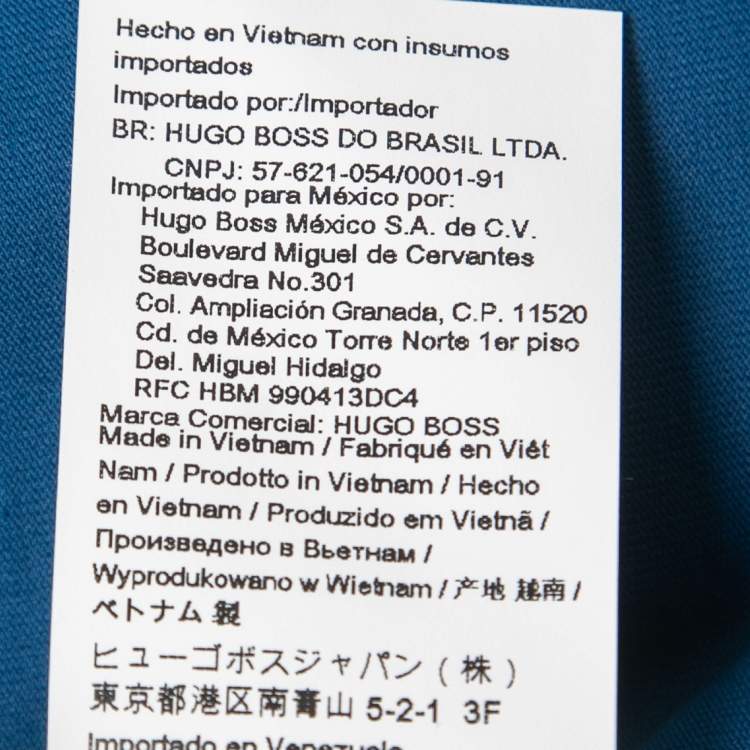 Hecho en Vietnam con insumos
importados
Importado por:/Importador
BR: HUGO BOSS DO BRASIL LTDA.
CNPJ: 57-621-054/0001-91
Importado para México por:
Hugo Boss México S.A. de C.V.
Boulevard Miguel de Cervantes
Saavedra No.301
Col. Ampliación Granada, C.P. 11520
Cd. de México Torre Norte 1er piso
Del. Miguel Hidalgo
RFC HBM 990413DC4
Marca Comercial: HUGO BOSS
Made in Vietnam / Fabriqué en Viêt
Nam / Prodotto in Vietnam / Hecho
en Vietnam / Produzido em Vietnã /
Произведено в Вьетнам /
Wyprodukowano w Wietnam / 产地 越南 /
ベトナム 製
ヒューゴボスジャパン ( 株 )
東京都港区南青山 5-2-1 3F
Importado en Venezuela